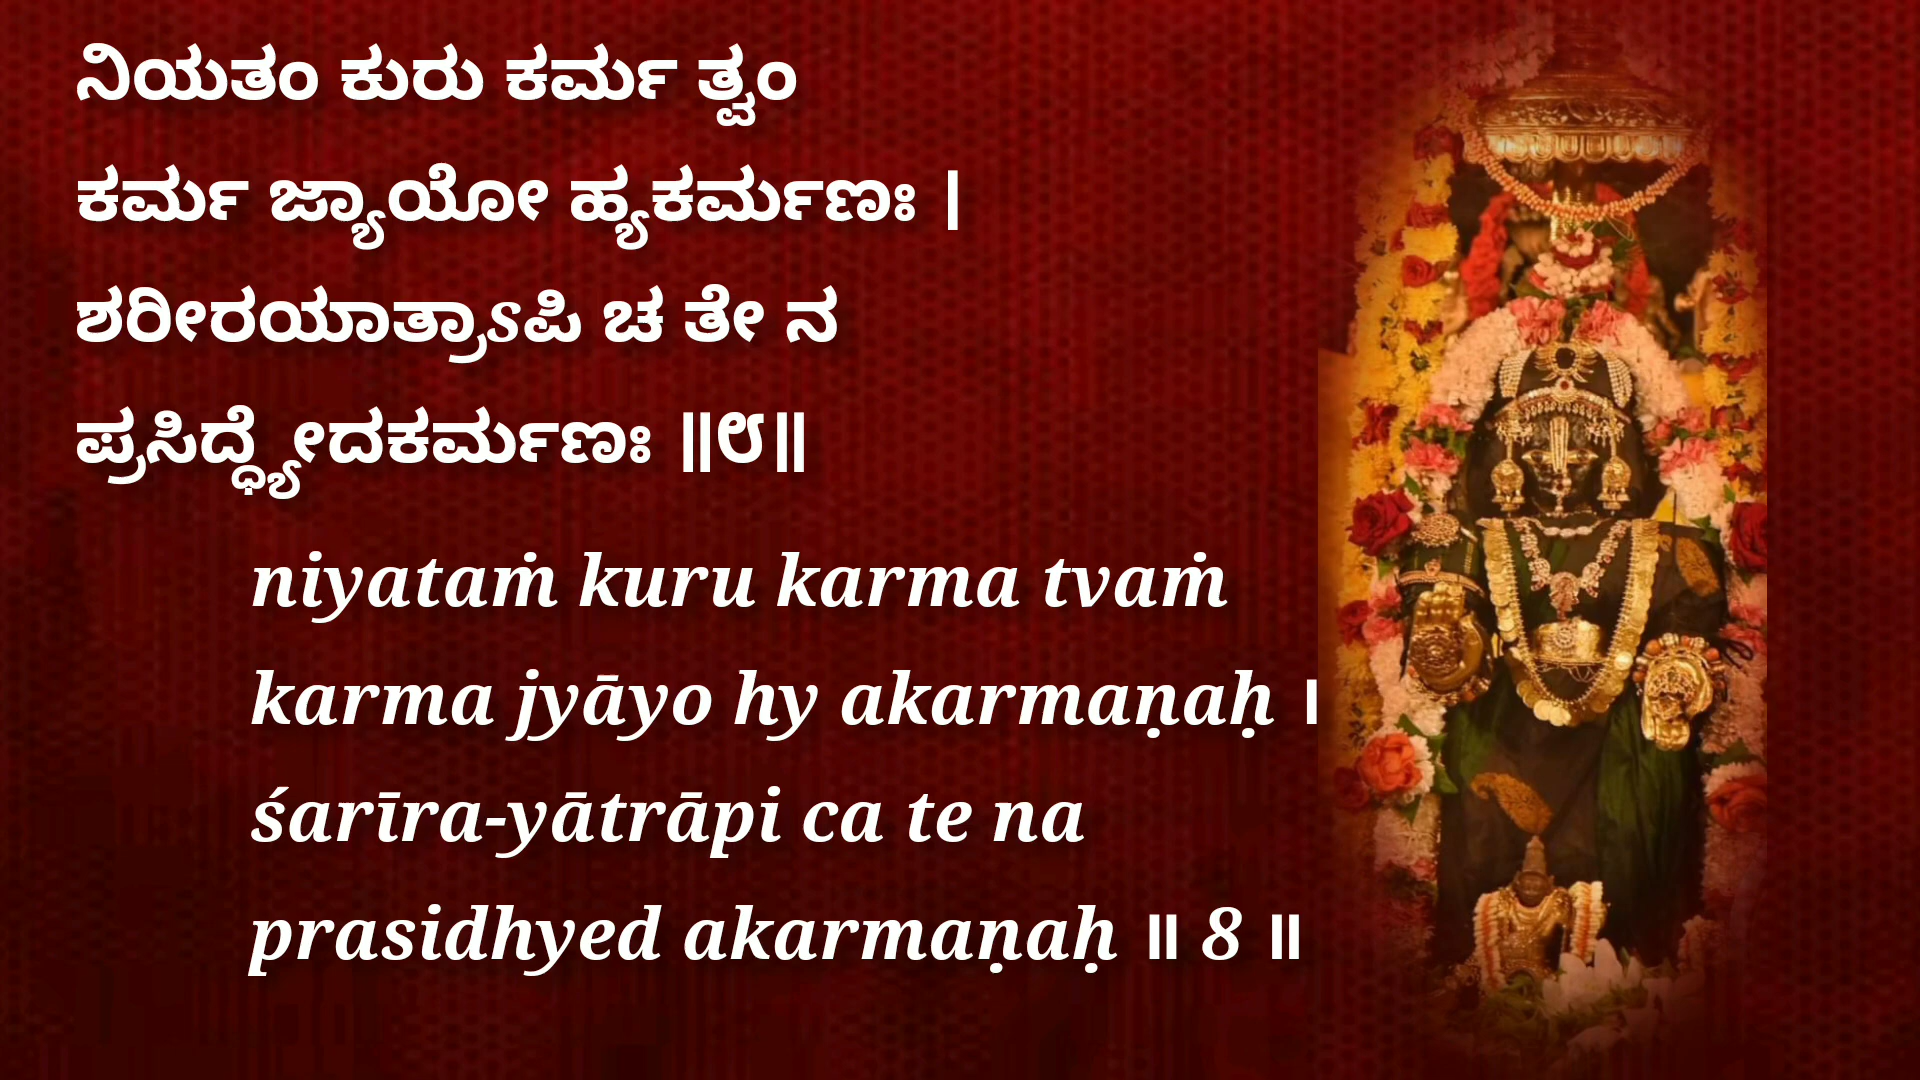 ನಿಯತಂ ಕುರು ಕರ್ಮ ತ್ವಂ
ಕರ್ಮ ಜ್ಯಾಯೋ ಹ್ಯಕರ್ಮಣಃ |
ಶರೀರಯಾತ್ರಾSಪಿ ಚ ತೇ ನ
ಪ್ರಸಿದ್ಧ್ಯೇದಕರ್ಮಣಃ ॥೮॥
niyataṁ kuru karma tvaṁ
karma jyāyo hy akarmaṇaḥ ।
śarīra-yātrāpi ca te na
prasidhyed akarmaṇaḥ ॥ 8 ॥